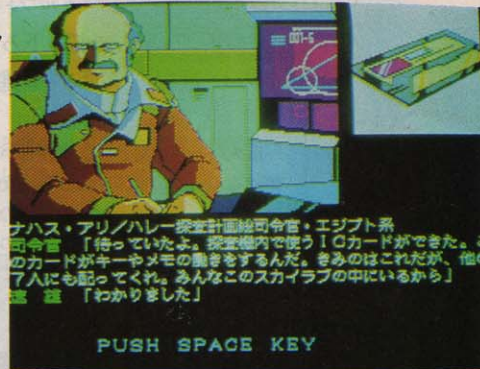 001-5
ナハス・アリ/ハレー探査計画総司令官・エジプト系
司令官 「待っていたよ。探査機内で使うICカードができた。こ
のカードがキーやメモの働きをするんだ。きみのはこれだが、他の
7人にも配ってくれ。みんなこのスカイラブの中にいるから」
雄 「わかりました」
PUSH SPACE KEY